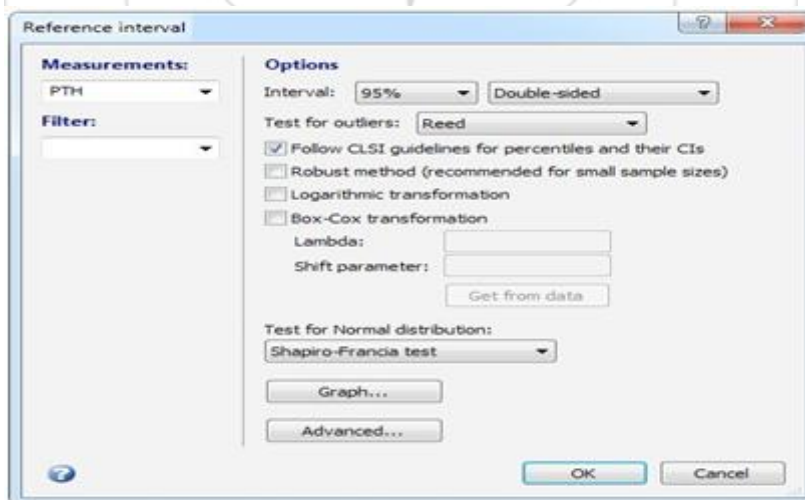 Reference interval
Measurements:
PTH
Filter:
Options
Interval: 95% Double-sided
Test for outliers: Reed
Follow CLSI guidelines for percentiles and their CIs
Robust method (recommended for small sample sizes)
Logarithmic transformation
Box-Cox transformation
Lambda:
Shift parameter:
Get from data
Test for Normal distribution:
Shapiro-Francia test
Graph...
Advanced...
OK Cancel